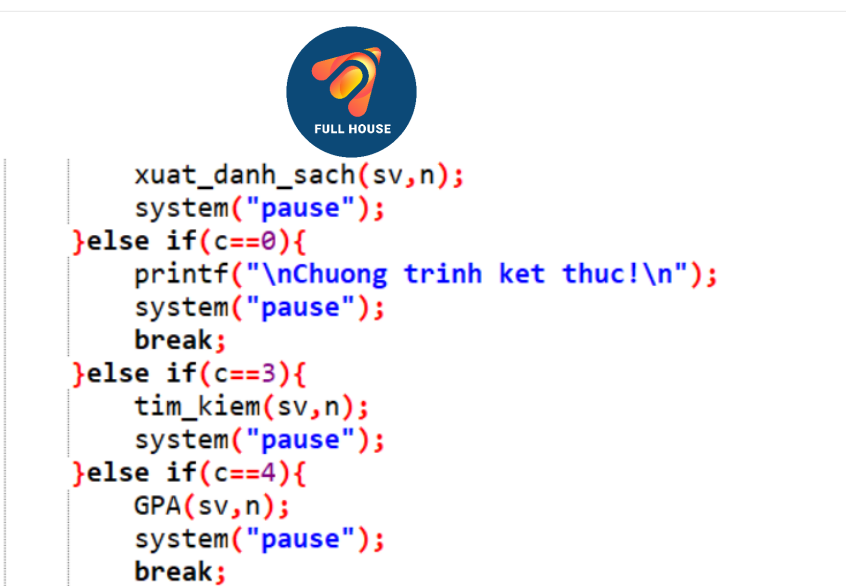 FULL HOUSE
xuat_danh_sach(sv,n);
system("pause");
}else if(c==0){
printf("\nChuong trinh ket thuc!\n");
system("pause");
break;
}else if(c==3){
tim_kiem(sv,n);
system("pause");
}else if(c==4){
GPA(sv,n);
system("pause");
break;